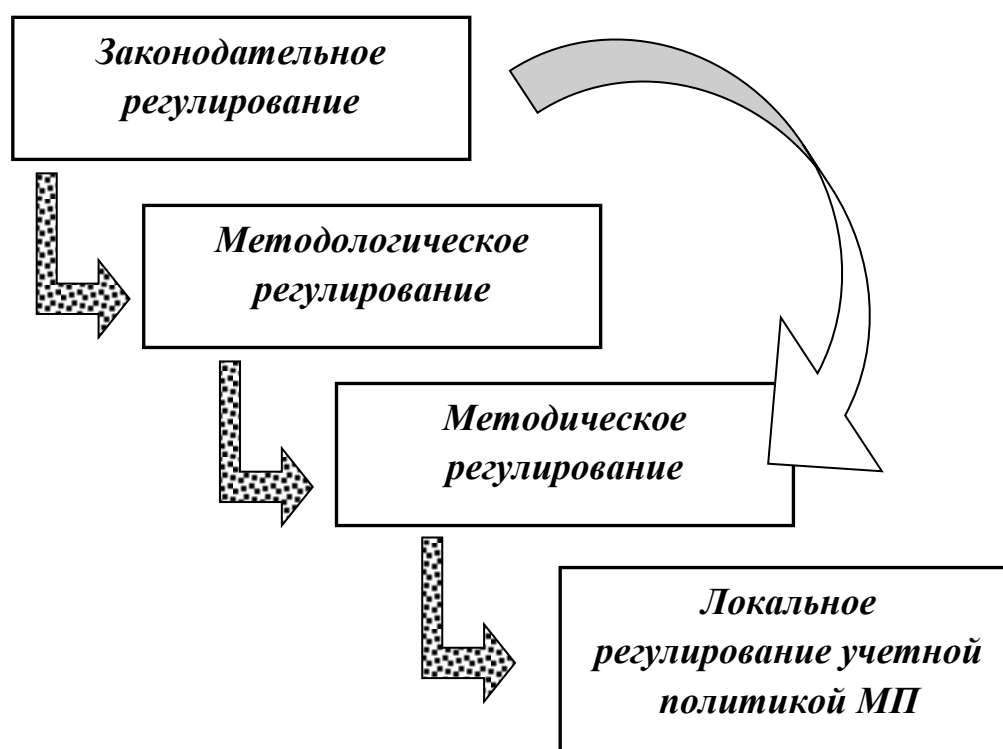 Законодательное
регулирование
Методологическое
регулирование
Методическое
регулирование
Локальное
регулирование учетной
политикой МП